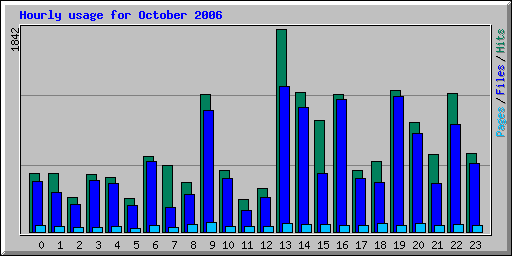 Hourly usage for October 2006
1842
Pages/Files/Hits
0 1 2 3 4 5 6 7 8 9 10 11 12 13 14 15 16 17 18 19 20 21 22 23